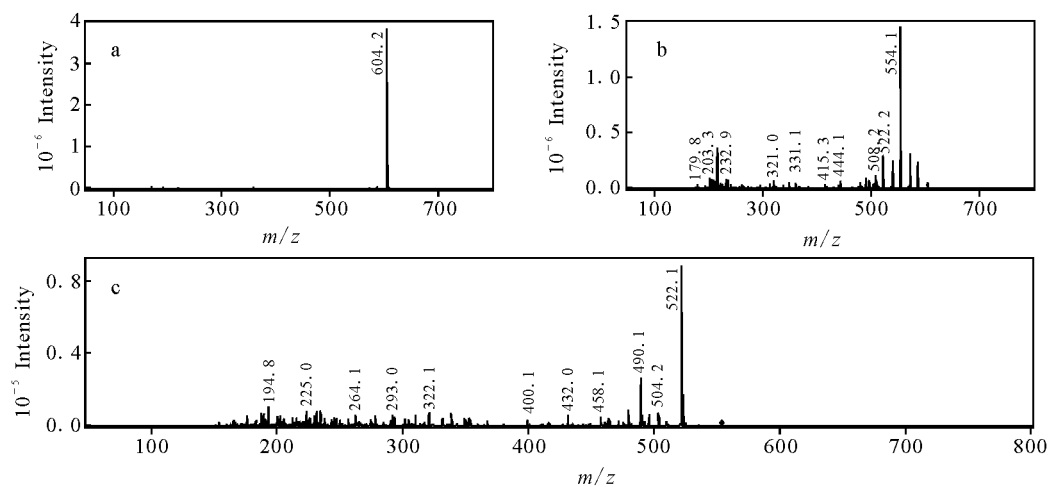 a
10⁻⁶ Intensity
4
3
2
1
0
604.2
100 300 500 700
m/z
b
10⁻⁶ Intensity
1.5
1.0
0.5
0.0
179.8
203.3
232.9
321.0
331.1
415.3
444.1
508.2
522.2
554.1
100 300 500 700
m/z
c
10⁻⁵ Intensity
0.8
0.4
0.0
194.8
225.0
264.1
293.0
322.1
400.1
432.0
458.1
490.1
504.2
522.1
100 200 300 400 500 600 700 800
m/z